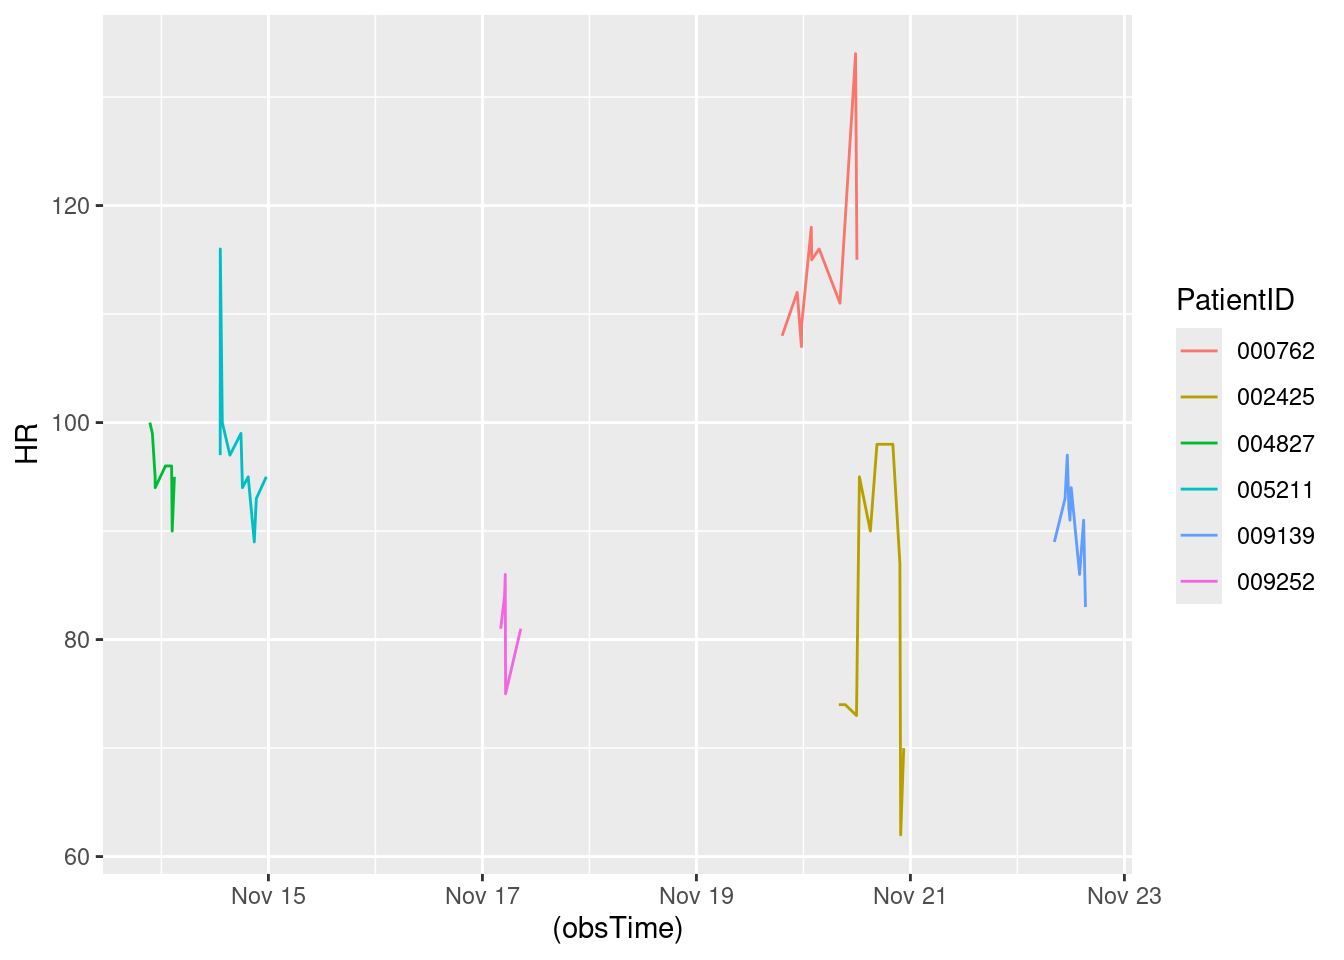 120
100
80
60
HR
Nov 15
Nov 17
Nov 19
Nov 21
Nov 23
(obsTime)
PatientID
000762
002425
004827
005211
009139
009252